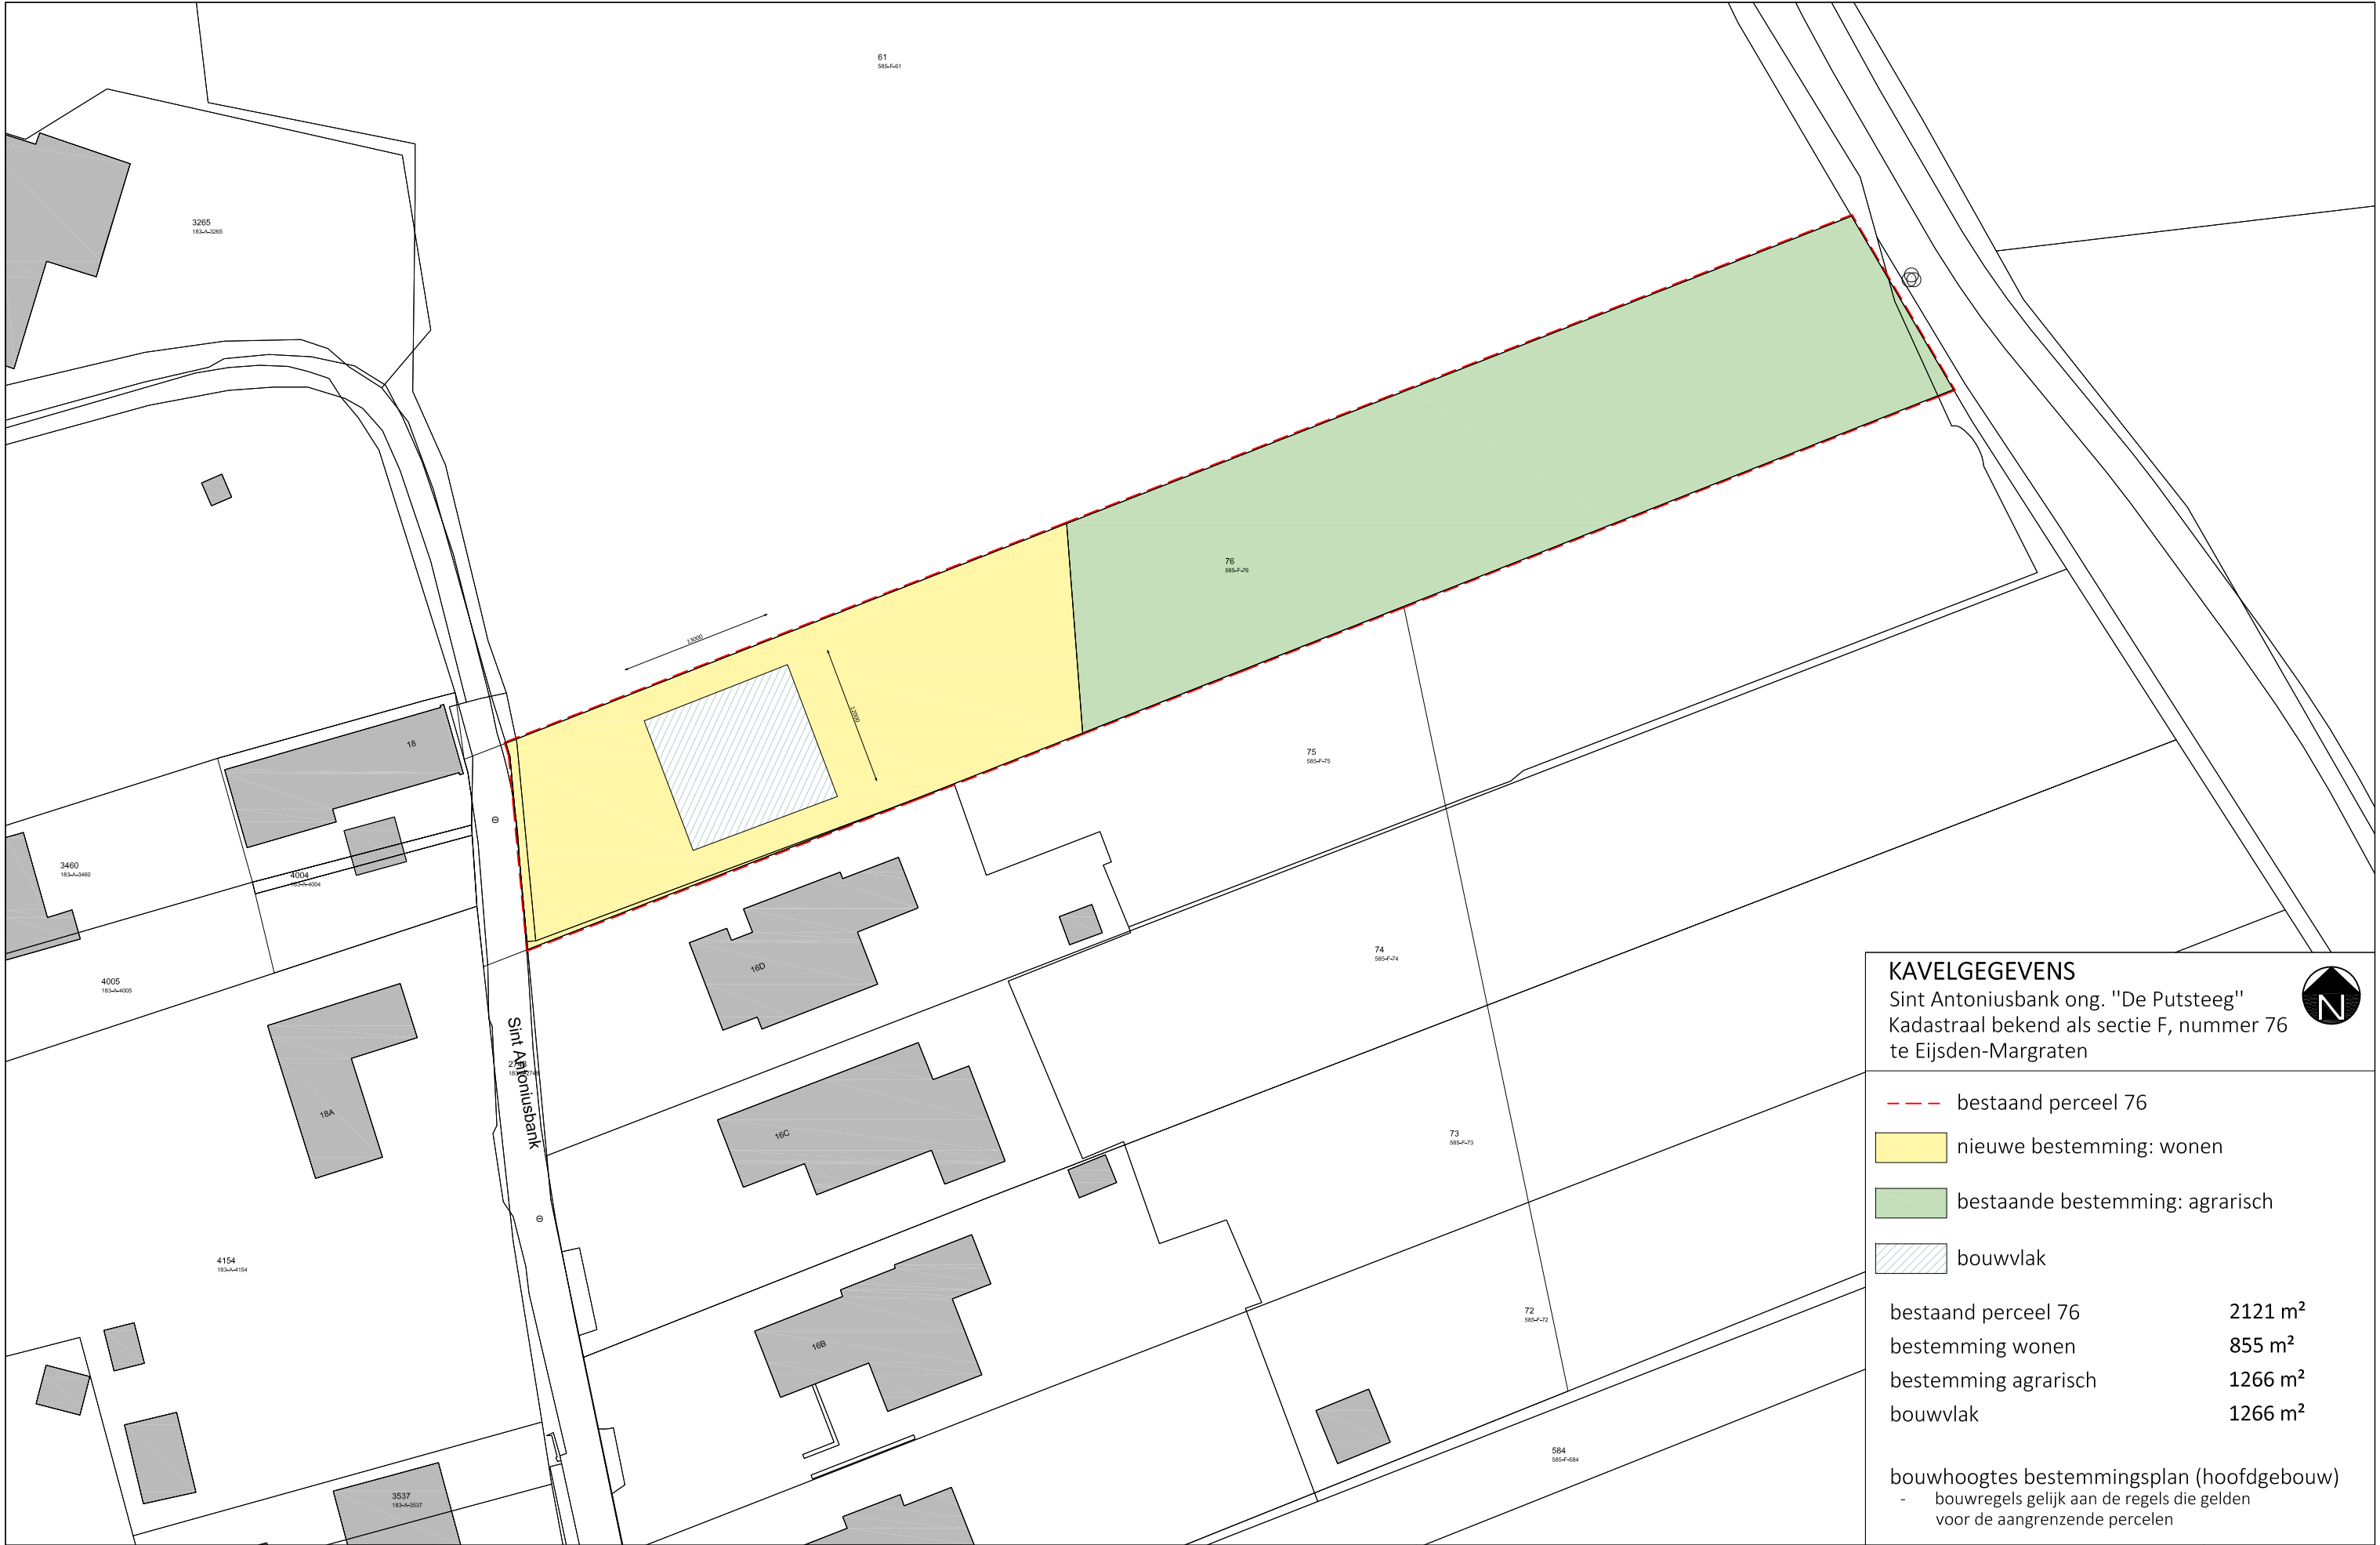 61
585-F-61
3265
183-A-3265
76
585-F-76
13000
12000
18
75
585-F-75
3460
183-A-3460
4004
183-A-4004
16D
74
585-F-74
4005
183-A-4005
Sint Antoniusbank
18A
16C
73
585-F-73
4154
183-A-4154
16B
72
585-F-72
584
585-F-584
3537
183-A-3537
KAVELGEGEVENS
N
Sint Antoniusbank ong. "De Putsteeg"
Kadastraal bekend als sectie F, nummer 76
te Eijsden-Margraten
bestaand perceel 76
nieuwe bestemming: wonen
bestaande bestemming: agrarisch
bouwvlak
bestaand perceel 76 2121 m²
bestemming wonen 855 m²
bestemming agrarisch 1266 m²
bouwvlak 1266 m²
bouwhoogtes bestemmingsplan (hoofdgebouw)
- bouwregels gelijk aan de regels die gelden
voor de aangrenzende percelen